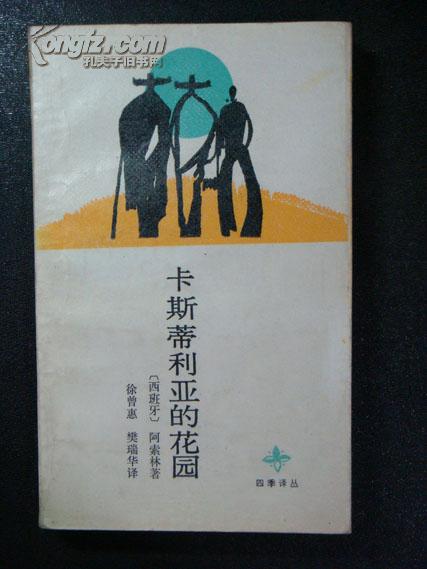 Kongfz.com
孔夫子旧书网
卡斯蒂利亚的花园
〔西班牙〕 阿索林著
徐曾惠 樊瑞华译
四季译丛